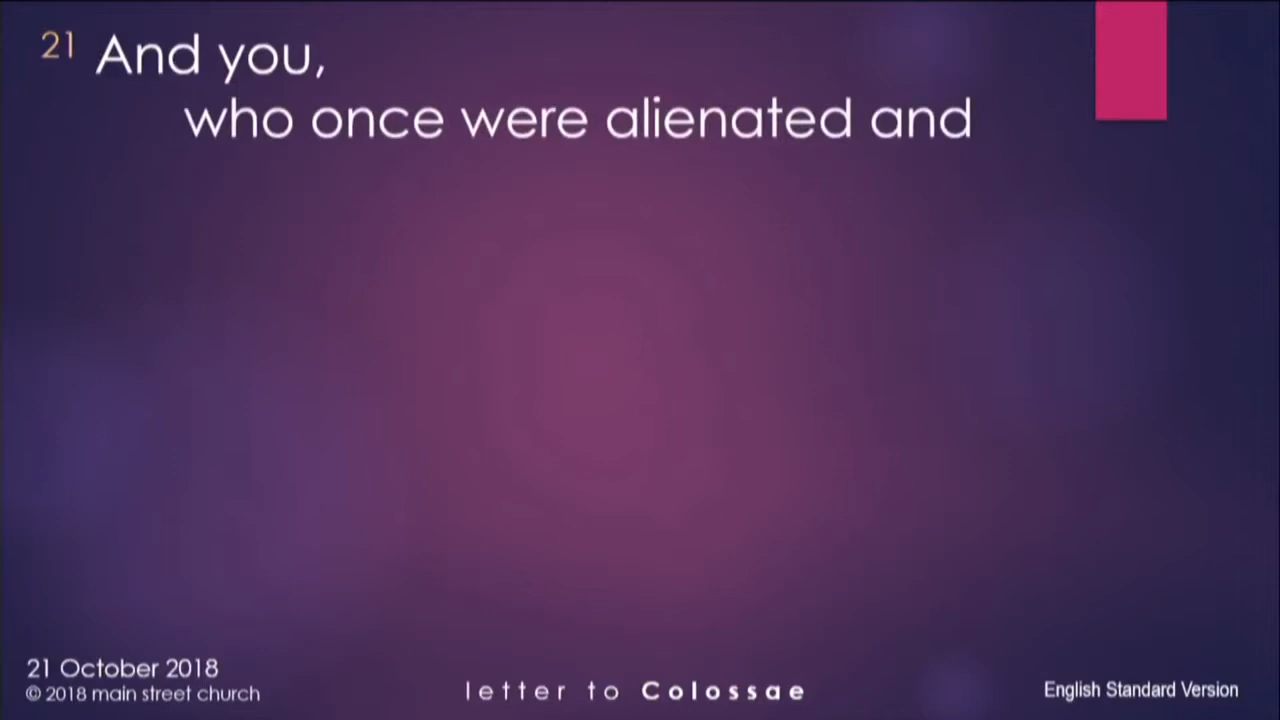 21 And you,
who once were alienated and
21 October 2018
© 2018 main street church
letter to Colossae
English Standard Version